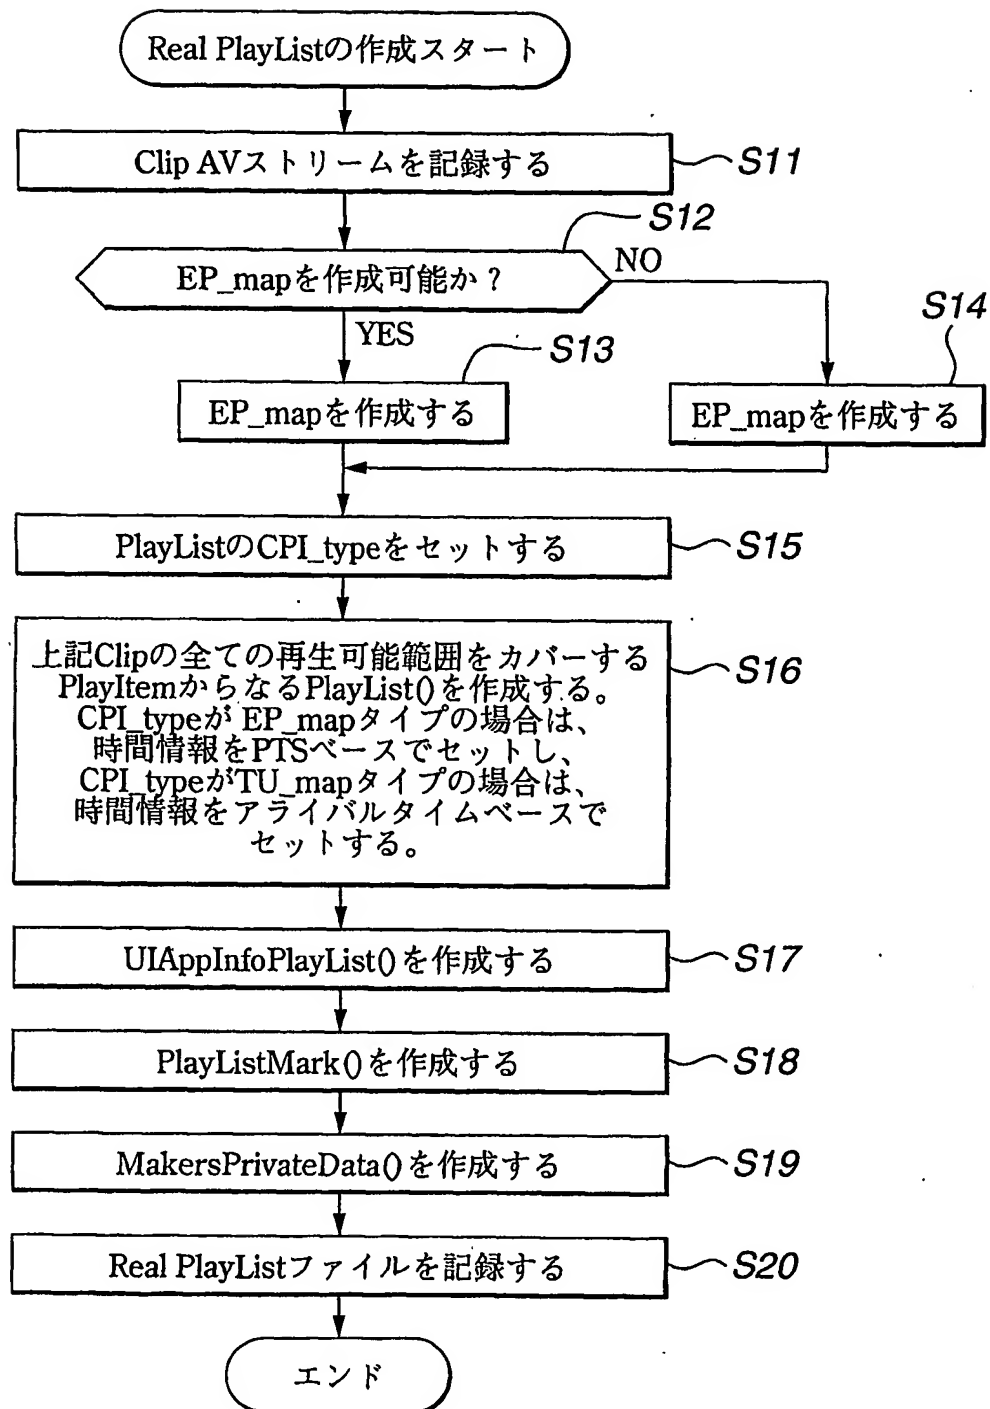 Real PlayListの作成スタート
Clip AVストリームを記録する
S11
S12
EP_mapを作成可能か？
NO
YES
S13
S14
EP_mapを作成する
EP_mapを作成する
PlayListのCPI_typeをセットする
S15
上記Clipの全ての再生可能範囲をカバーする
PlayItemからなるPlayList()を作成する。
CPI_typeが EP_mapタイプの場合は、
時間情報をPTSベースでセットし、
CPI_typeがTU_mapタイプの場合は、
時間情報をアライバルタイムベースで
セットする。
S16
UIAppInfoPlayList()を作成する
S17
PlayListMark()を作成する
S18
MakersPrivateData()を作成する
S19
Real PlayListファイルを記録する
S20
エンド